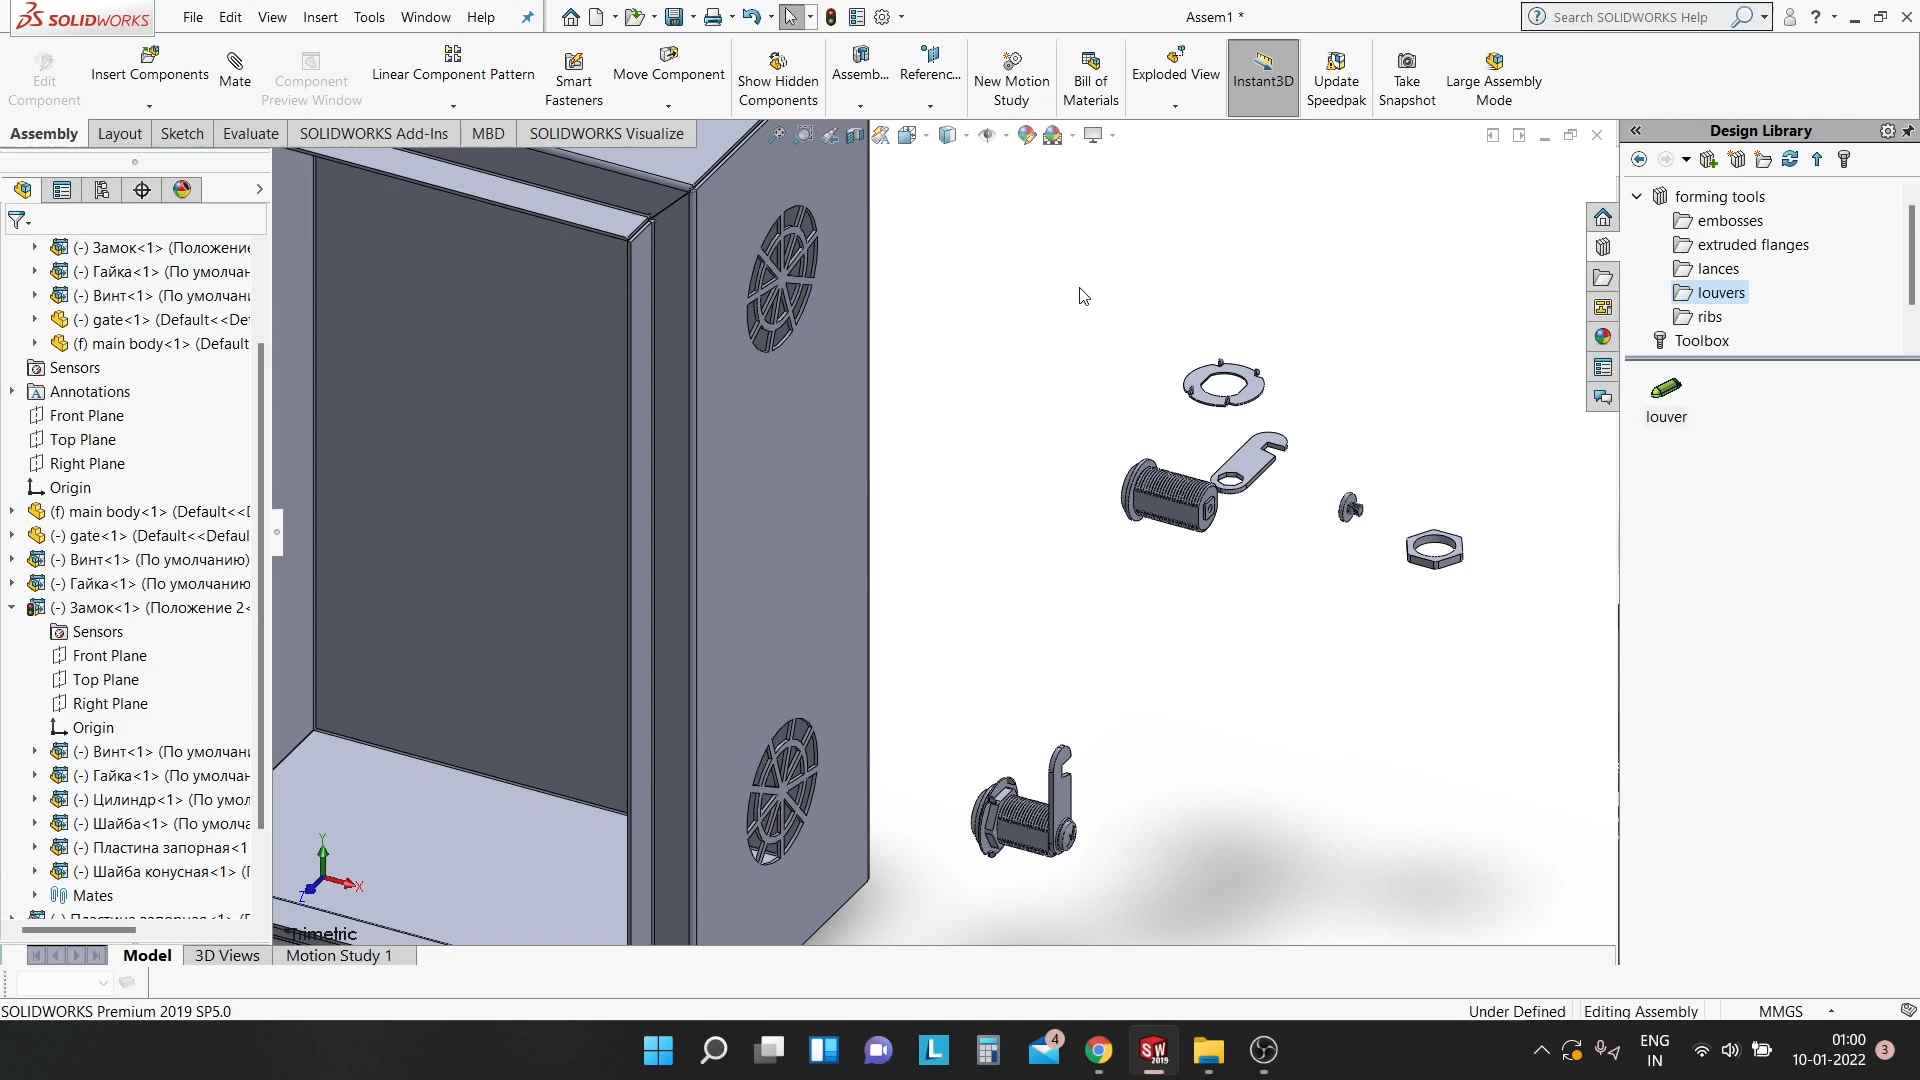 SOLIDWORKS
File Edit View Insert Tools Window Help
Assem1 *
Search SOLIDWORKS Help
Edit Component
Insert Components
Mate
Component Preview Window
Linear Component Pattern
Smart Fasteners
Move Component
Show Hidden Components
Assemb...
Referenc...
New Motion Study
Bill of Materials
Exploded View
Instant3D
Update Speedpak
Take Snapshot
Large Assembly Mode
Assembly Layout Sketch Evaluate SOLIDWORKS Add-Ins MBD SOLIDWORKS Visualize
(-) Замок<1> (Положение
(-) Гайка<1> (По умолчан
(-) Винт<1> (По умолчани
(-) gate<1> (Default<<De
(f) main body<1> (Default
Sensors
Annotations
Front Plane
Top Plane
Right Plane
Origin
(f) main body<1> (Default<<D
(-) gate<1> (Default<<Defaul
(-) Винт<1> (По умолчанию)
(-) Гайка<1> (По умолчанию
(-) Замок<1> (Положение 2<
Sensors
Front Plane
Top Plane
Right Plane
Origin
(-) Винт<1> (По умолчани
(-) Гайка<1> (По умолчан
(-) Цилиндр<1> (По умол
(-) Шайба<1> (По умолча
(-) Пластина запорная<1
(-) Шайба конусная<1> (П
Mates
(-) Пластина запорная<1>
*Trimetric
Y
X
Z
Model 3D Views Motion Study 1
SOLIDWORKS Premium 2019 SP5.0
Under Defined Editing Assembly MMGS
Design Library
forming tools
embosses
extruded flanges
lances
louvers
ribs
Toolbox
louver
4
ENG
IN
01:00
10-01-2022
3